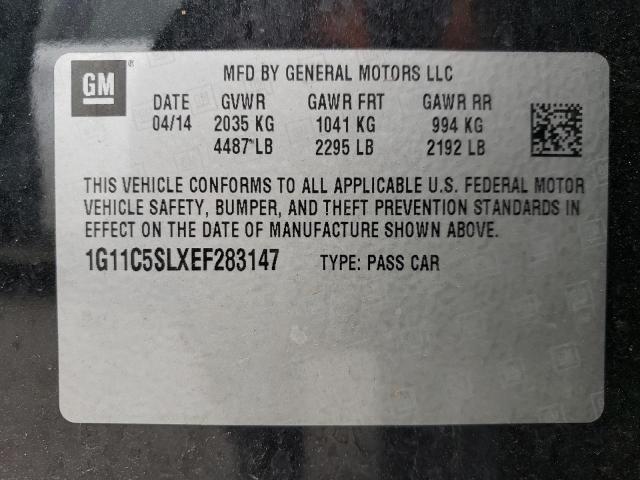 GM
MFD BY GENERAL MOTORS LLC
DATE GVWR GAWR FRT GAWR RR
04/14 2035 KG 1041 KG 994 KG
4487 LB 2295 LB 2192 LB
THIS VEHICLE CONFORMS TO ALL APPLICABLE U.S. FEDERAL MOTOR
VEHICLE SAFETY, BUMPER, AND THEFT PREVENTION STANDARDS IN
EFFECT ON THE DATE OF MANUFACTURE SHOWN ABOVE.
1G11C5SLXEF283147 TYPE: PASS CAR